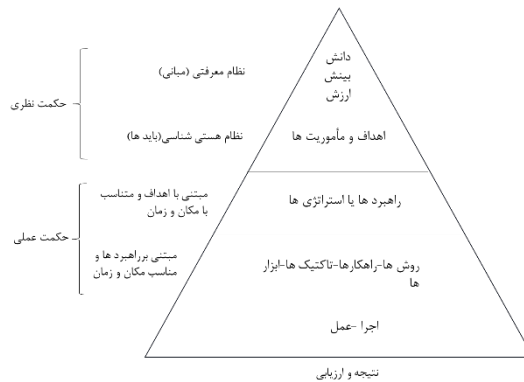 دانش
بینش
ارزش
اهداف و مأموریت ها
راهبرد ها یا استراتژی ها
روش ها-راهکارها-تاکتیک ها-ابزار
ها
اجرا -عمل
نتیجه و ارزیابی
نظام معرفتی (مبانی)
نظام هستی شناسی(باید ها)
مبتنی با اهداف و متناسب
با مکان و زمان
مبتنی برراهبرد ها و
مناسب مکان و زمان
حکمت نظری
حکمت عملی